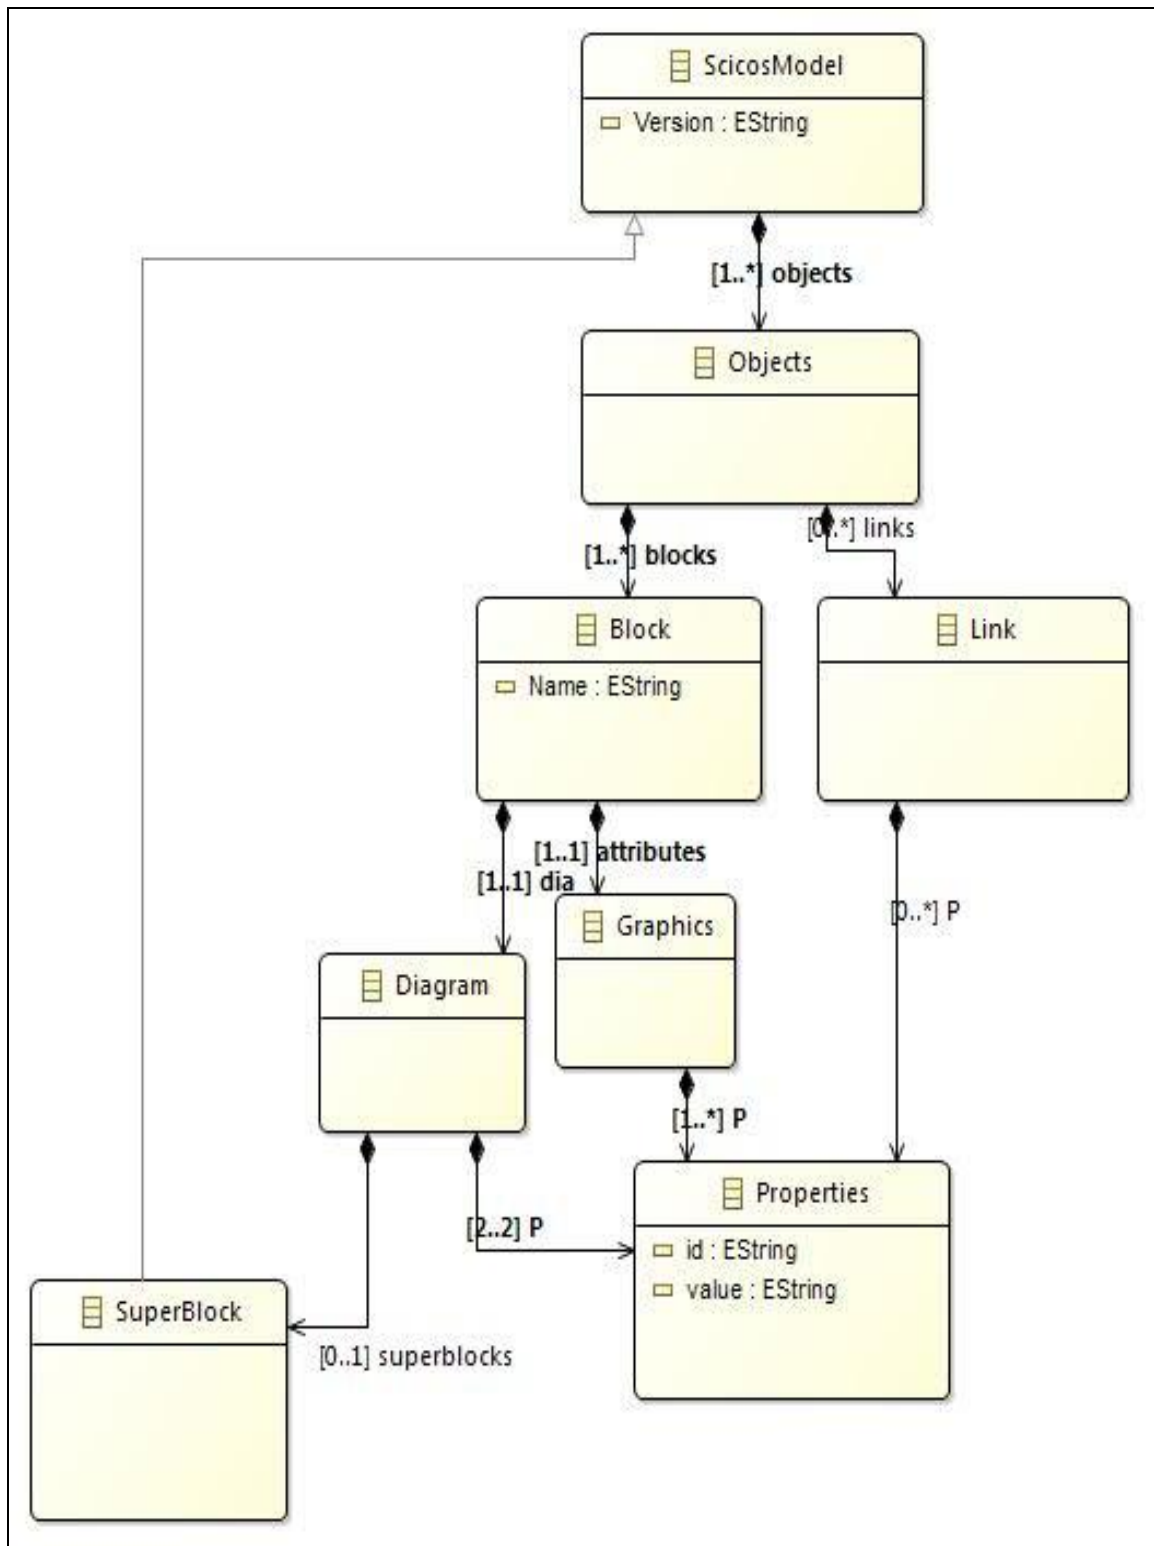 ScicosModel
Version : EString
[1..*] objects
Objects
[1..*] blocks
[0..*] links
Block
Name : EString
Link
[1..1] attributes
[1..1] dia
Graphics
[0..*] P
Diagram
[1..*] P
Properties
id : EString
value : EString
[2..2] P
SuperBlock
[0..1] superblocks